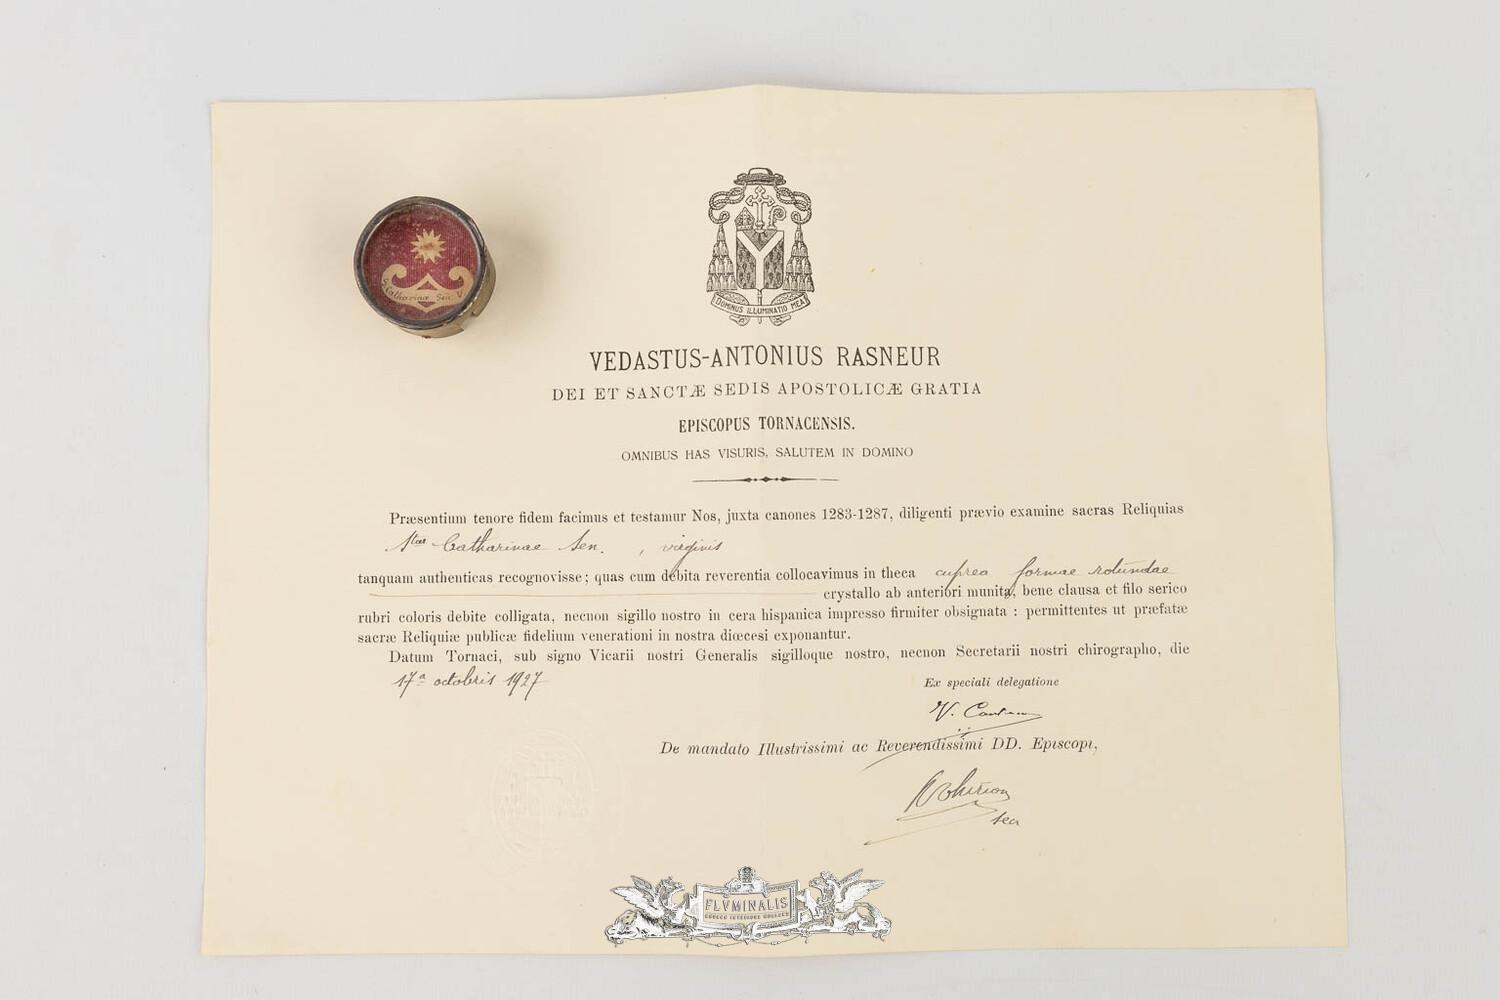 S. Catharinæ Sen. V.
DOMINUS ILLUMINATIO MEA
VEDASTUS-ANTONIUS RASNEUR
DEI ET SANCTÆ SEDIS APOSTOLICÆ GRATIA
EPISCOPUS TORNACENSIS.
OMNIBUS HAS VISURIS, SALUTEM IN DOMINO
Præsentium tenore fidem facimus et testamur Nos, juxta canones 1283-1287, diligenti prævio examine sacras Reliquias
Stae Catharinae Sen. , virginis
tanquam authenticas recognovisse; quas cum debita reverentia collocavimus in theca cuprea formae rotundae
crystallo ab anteriori munita, bene clausa et filo serico
rubri coloris debite colligata, necnon sigillo nostro in cera hispanica impresso firmiter obsignata : permittentes ut præfatæ
sacræ Reliquiæ publicæ fidelium venerationi in nostra diœcesi exponantur.
Datum Tornaci, sub signo Vicarii nostri Generalis sigilloque nostro, necnon Secretarii nostri chirographo, die
17a octobris 1927
Ex speciali delegatione
V.
De mandato Illustrissimi ac Reverendissimi DD. Episcopi,
secr
FLVMINALIS